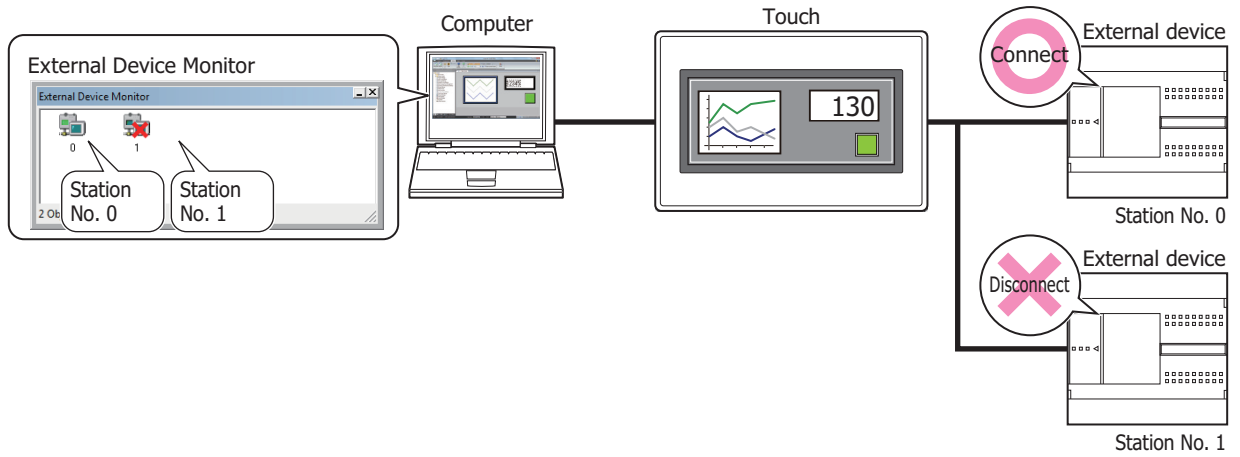 External Device Monitor
External Device Monitor
0
1
Station
No. 0
Station
No. 1
2 Ob
Computer
Touch
130
Connect
External device
Station No. 0
Disconnect
External device
Station No. 1